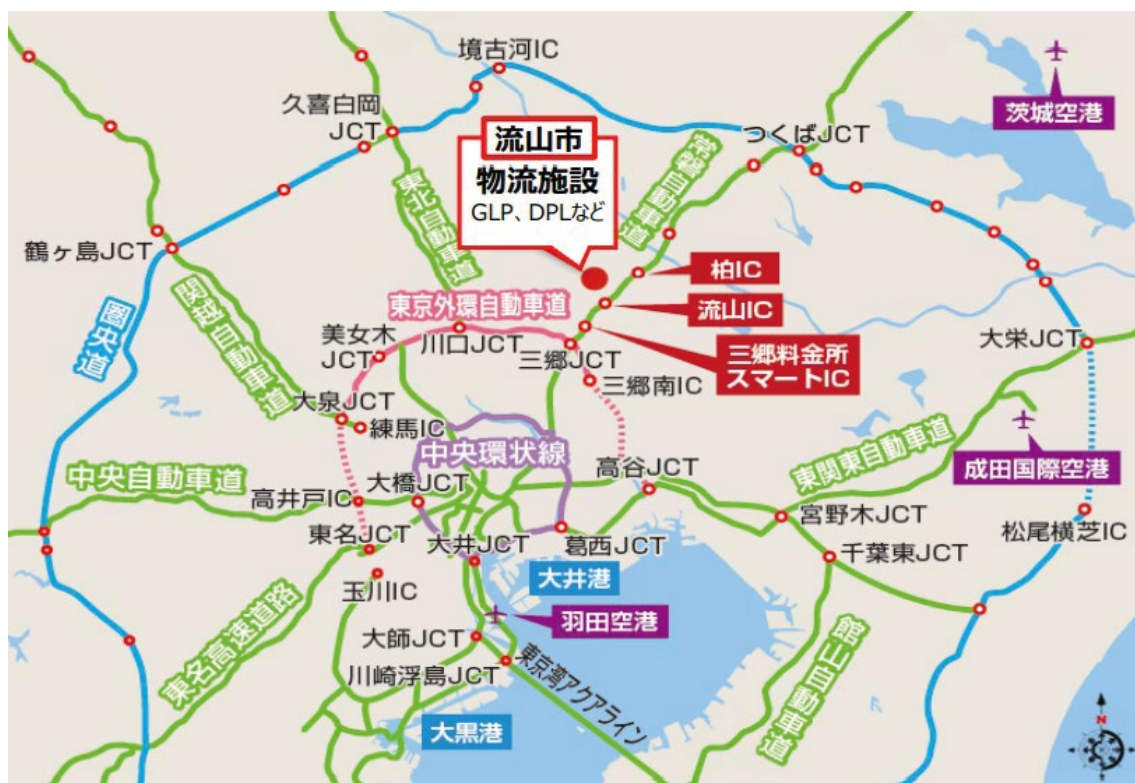 境古河IC
茨城空港
久喜白岡
JCT
つくばJCT
流山市
物流施設
GLP、DPLなど
常磐自動車道
東北自動車道
鶴ヶ島JCT
柏IC
関越自動車道
東京外環自動車道
流山IC
圏央道
美女木
JCT
川口JCT
三郷JCT
三郷料金所
スマートIC
大栄JCT
三郷南IC
大泉JCT
練馬IC
中央環状線
東関東自動車道
中央自動車道
大橋JCT
高谷JCT
成田国際空港
高井戸IC
宮野木JCT
松尾横芝IC
東名JCT
大井JCT
葛西JCT
千葉東JCT
玉川IC
大井港
羽田空港
東名高速道路
大師JCT
館山自動車道
川崎浮島JCT
東京湾アクアライン
大黒港
N